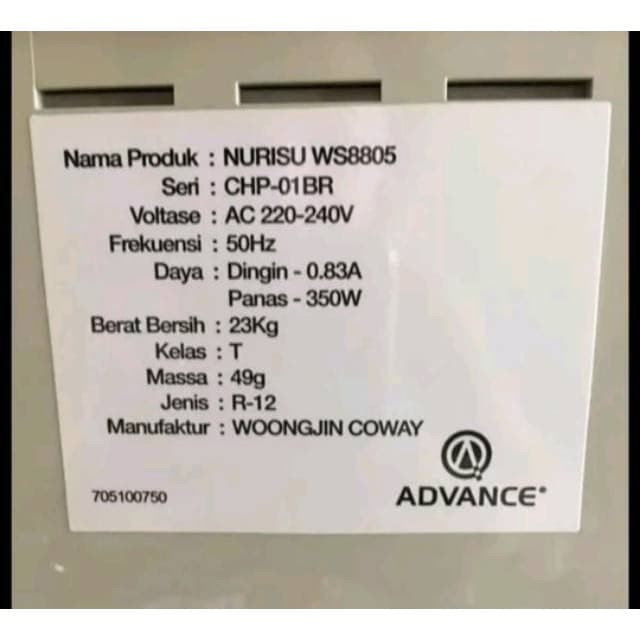 Nama Produk : NURISU WS8805
Seri : CHP-01BR
Voltase : AC 220-240V
Frekuensi : 50Hz
Daya : Dingin - 0.83A
Panas - 350W
Berat Bersih : 23Kg
Kelas : T
Massa : 49g
Jenis : R-12
Manufaktur : WOONGJIN COWAY
705100750
ADVANCE